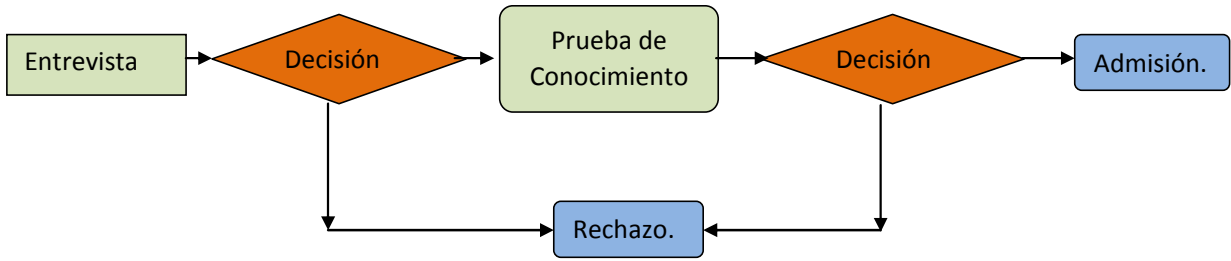 Entrevista
Decisión
Prueba de
Conocimiento
Decisión
Admisión.
Rechazo.